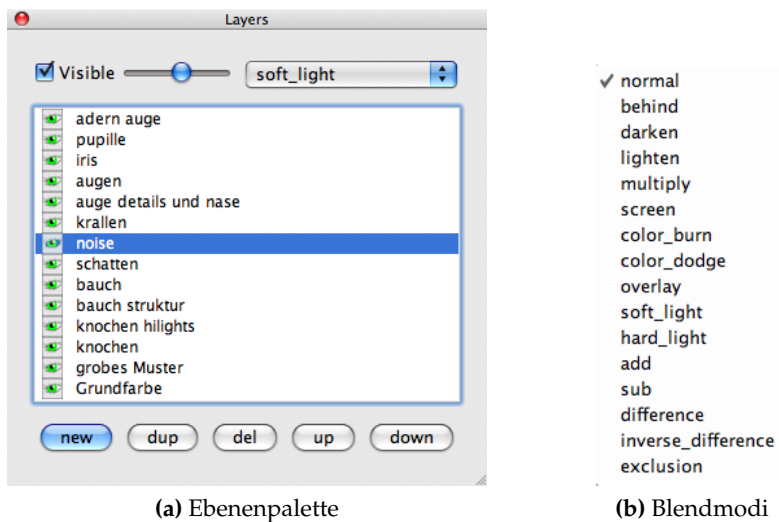 Layers
Visible
soft_light
adern auge
pupille
iris
augen
auge details und nase
krallen
noise
schatten
bauch
bauch struktur
knochen hilights
knochen
grobes Muster
Grundfarbe
new dup del up down
(a) Ebenenpalette
normal
behind
darken
lighten
multiply
screen
color_burn
color_dodge
overlay
soft_light
hard_light
add
sub
difference
inverse_difference
exclusion
(b) Blendmodi